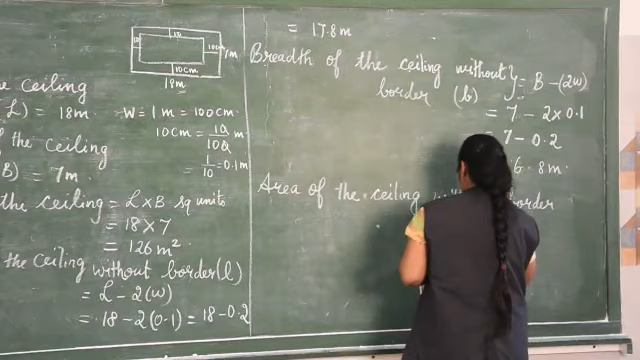 10
10
10cm
7m
10cm
18m
e ceiling
L) = 18m
W = 1m = 100cm
10cm = 10/100 m
f the ceiling
= 1/10 = 0.1m
B) = 7m
the ceiling = L x B sq units
= 18 x 7
= 126 m²
the ceiling without border (l)
= L - 2(w)
= 18 - 2(0.1) = 18 - 0.2
= 17.8m
Breadth of the ceiling without } = B - (2w)
border (b)
= 7 - 2 x 0.1
= 7 - 0.2
6.8m
Area of the ceiling border